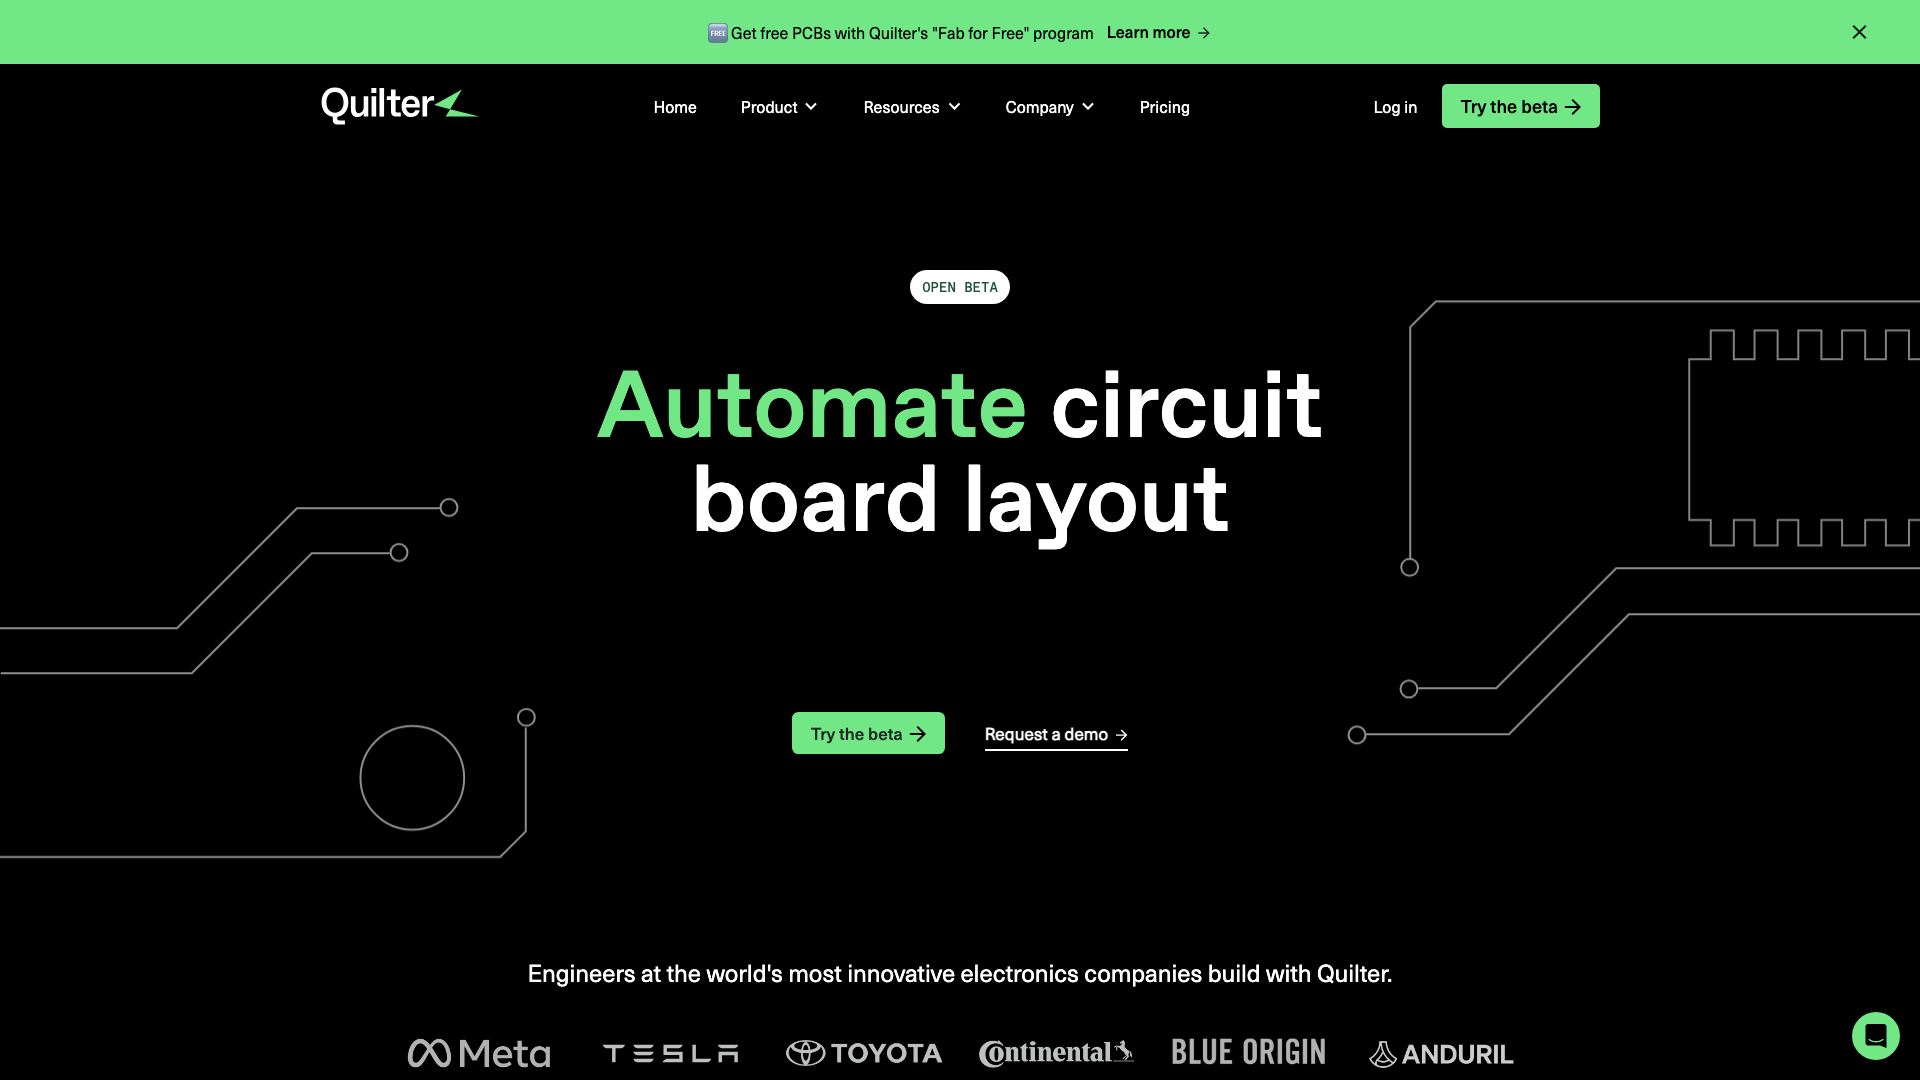 FREE Get free PCBs with Quilter's "Fab for Free" program Learn more →
Quilter
Home Product Resources Company Pricing Log in Try the beta →
OPEN BETA
Automate circuit
board layout
Try the beta → Request a demo →
Engineers at the world's most innovative electronics companies build with Quilter.
Meta TESLA TOYOTA Continental BLUE ORIGIN ANDURIL